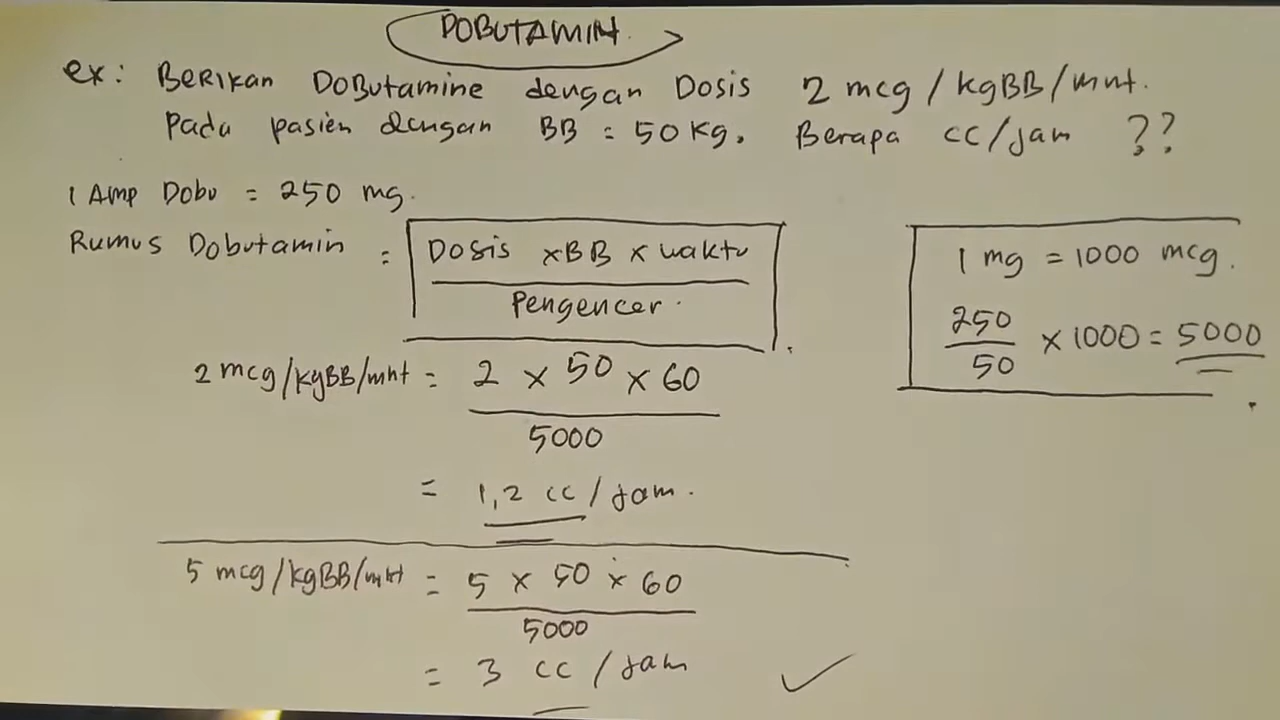 DOBUTAMIN
ex: BERIKAN DOBUTAMINE dengan DOSIS 2 mcg/kgBB/mnt.
Pada pasien dengan BB = 50 Kg. Berapa cc/jam ??
1 AMP DOBU = 250 mg.
RUMUS DOBUTAMIN = DOSIS x BB x waktu
Pengencer.
1 mg = 1000 mcg.
250
50
x 1000 = 5000
2 mcg/kgBB/mnt = 2 x 50 x 60
5000
= 1,2 cc/jam.
5 mcg/kgBB/mnt = 5 x 50 x 60
5000
= 3 cc/jam